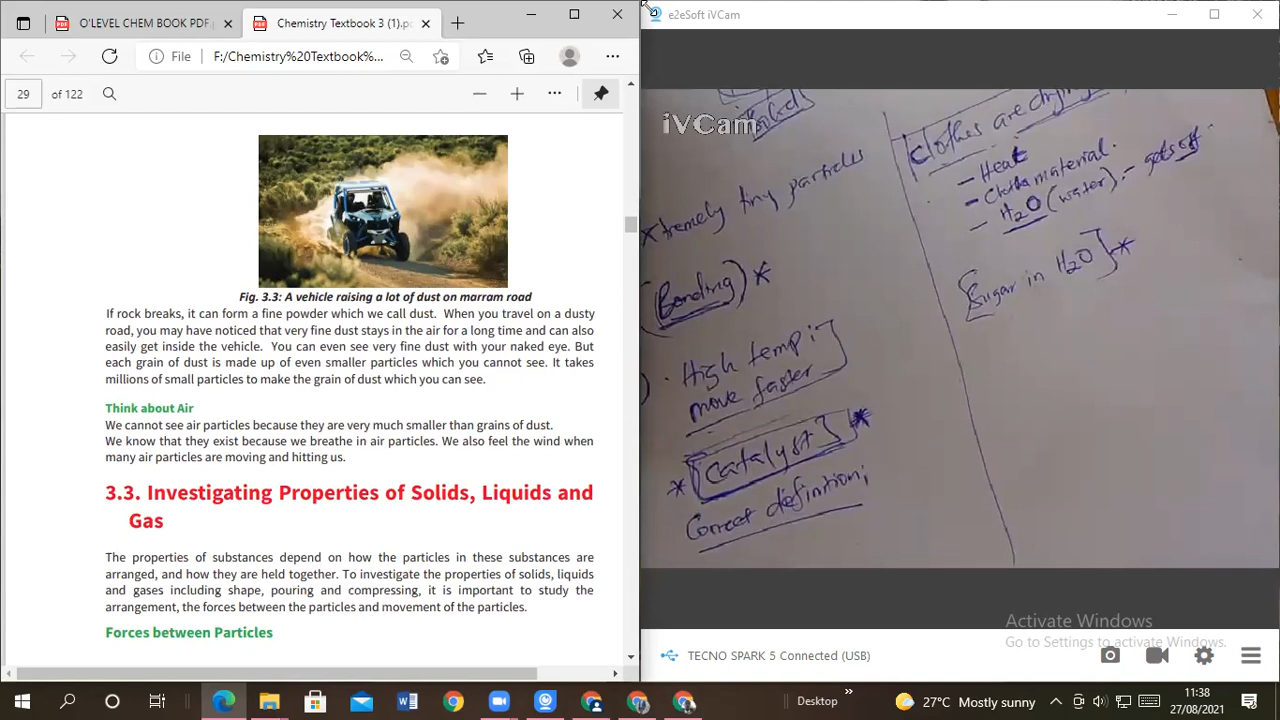 O'LEVEL CHEM BOOK PDF
Chemistry Textbook 3 (1).pc
File
F:/Chemistry%20Textbook%...
29
of 122
Fig. 3.3: A vehicle raising a lot of dust on marram road
If rock breaks, it can form a fine powder which we call dust. When you travel on a dusty
road, you may have noticed that very fine dust stays in the air for a long time and can also
easily get inside the vehicle. You can even see very fine dust with your naked eye. But
each grain of dust is made up of even smaller particles which you cannot see. It takes
millions of small particles to make the grain of dust which you can see.
Think about Air
We cannot see air particles because they are very much smaller than grains of dust.
We know that they exist because we breathe in air particles. We also feel the wind when
many air particles are moving and hitting us.
3.3. Investigating Properties of Solids, Liquids and
Gas
The properties of substances depend on how the particles in these substances are
arranged, and how they are held together. To investigate the properties of solids, liquids
and gases including shape, pouring and compressing, it is important to study the
arrangement, the forces between the particles and movement of the particles.
Forces between Particles
e2eSoft iVCam
iVCam
xtremely tiny particles
(Bonding)*
High temp:
move faster
* [Catalyst] *
Correct defintion;
clothes are drying
- Heat
- material.
- H2O (water). - gets off
[Sugar in H2O] *
Activate Windows
Go to Settings to activate Windows.
TECNO SPARK 5 Connected (USB)
Desktop
27°C Mostly sunny
11:38
27/08/2021